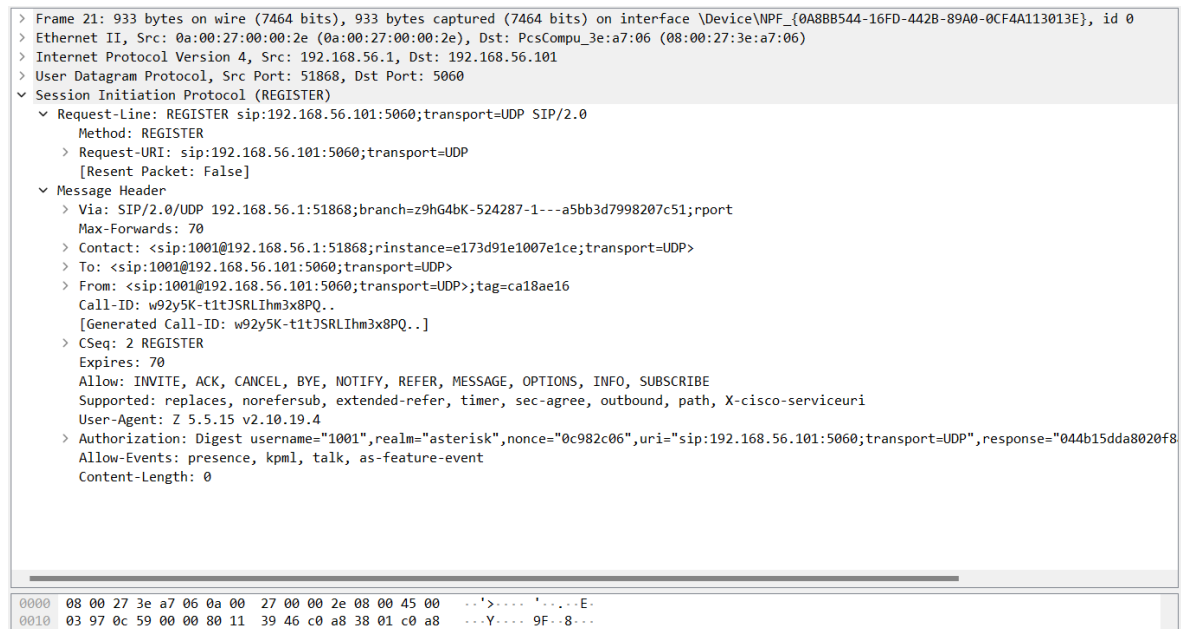 > Frame 21: 933 bytes on wire (7464 bits), 933 bytes captured (7464 bits) on interface \Device\NPF_{0A8BB544-16FD-442B-89A0-0CF4A113013E}, id 0
> Ethernet II, Src: 0a:00:27:00:00:2e (0a:00:27:00:00:2e), Dst: PcsCompu_3e:a7:06 (08:00:27:3e:a7:06)
> Internet Protocol Version 4, Src: 192.168.56.1, Dst: 192.168.56.101
> User Datagram Protocol, Src Port: 51868, Dst Port: 5060
Session Initiation Protocol (REGISTER)
Request-Line: REGISTER sip:192.168.56.101:5060;transport=UDP SIP/2.0
Method: REGISTER
> Request-URI: sip:192.168.56.101:5060;transport=UDP
[Resent Packet: False]
Message Header
> Via: SIP/2.0/UDP 192.168.56.1:51868;branch=z9hG4bK-524287-1---a5bb3d7998207c51;rport
Max-Forwards: 70
> Contact: <sip:1001@192.168.56.1:51868;rinstance=e173d91e1007e1ce;transport=UDP>
> To: <sip:1001@192.168.56.101:5060;transport=UDP>
> From: <sip:1001@192.168.56.101:5060;transport=UDP>;tag=ca18ae16
Call-ID: w92y5K-t1tJSRLIhm3x8PQ..
[Generated Call-ID: w92y5K-t1tJSRLIhm3x8PQ..]
> CSeq: 2 REGISTER
Expires: 70
Allow: INVITE, ACK, CANCEL, BYE, NOTIFY, REFER, MESSAGE, OPTIONS, INFO, SUBSCRIBE
Supported: replaces, norefersub, extended-refer, timer, sec-agree, outbound, path, X-cisco-serviceuri
User-Agent: Z 5.5.15 v2.10.19.4
> Authorization: Digest username="1001",realm="asterisk",nonce="0c982c06",uri="sip:192.168.56.101:5060;transport=UDP",response="044b15dda8020f8
Allow-Events: presence, kpml, talk, as-feature-event
Content-Length: 0
0000 08 00 27 3e a7 06 0a 00 27 00 00 2e 08 00 45 00 ··'>···· '··.··E·
0010 03 97 0c 59 00 00 80 11 39 46 c0 a8 38 01 c0 a8 ···Y···· 9F··8···